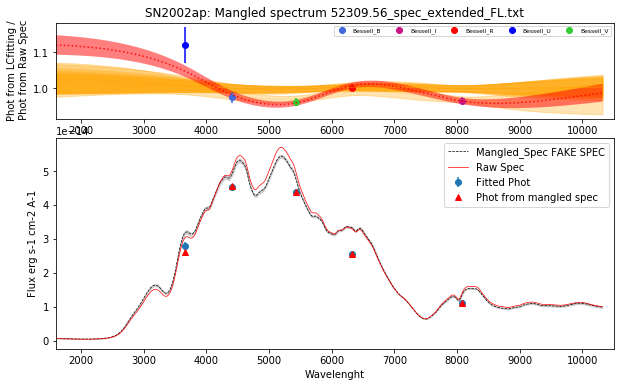 SN2002ap: Mangled spectrum 52309.56_spec_extended_FL.txt
Phot from LCfitting /
Phot from Raw Spec
1.1
1.0
Bessell_B
Bessell_I
Bessell_R
Bessell_U
Bessell_V
2000 3000 4000 5000 6000 7000 8000 9000 10000
1e−14
Flux erg s-1 cm-2 A-1
5
4
3
2
1
0
Mangled_Spec FAKE SPEC
Raw Spec
Fitted Phot
Phot from mangled spec
2000 3000 4000 5000 6000 7000 8000 9000 10000
Wavelenght